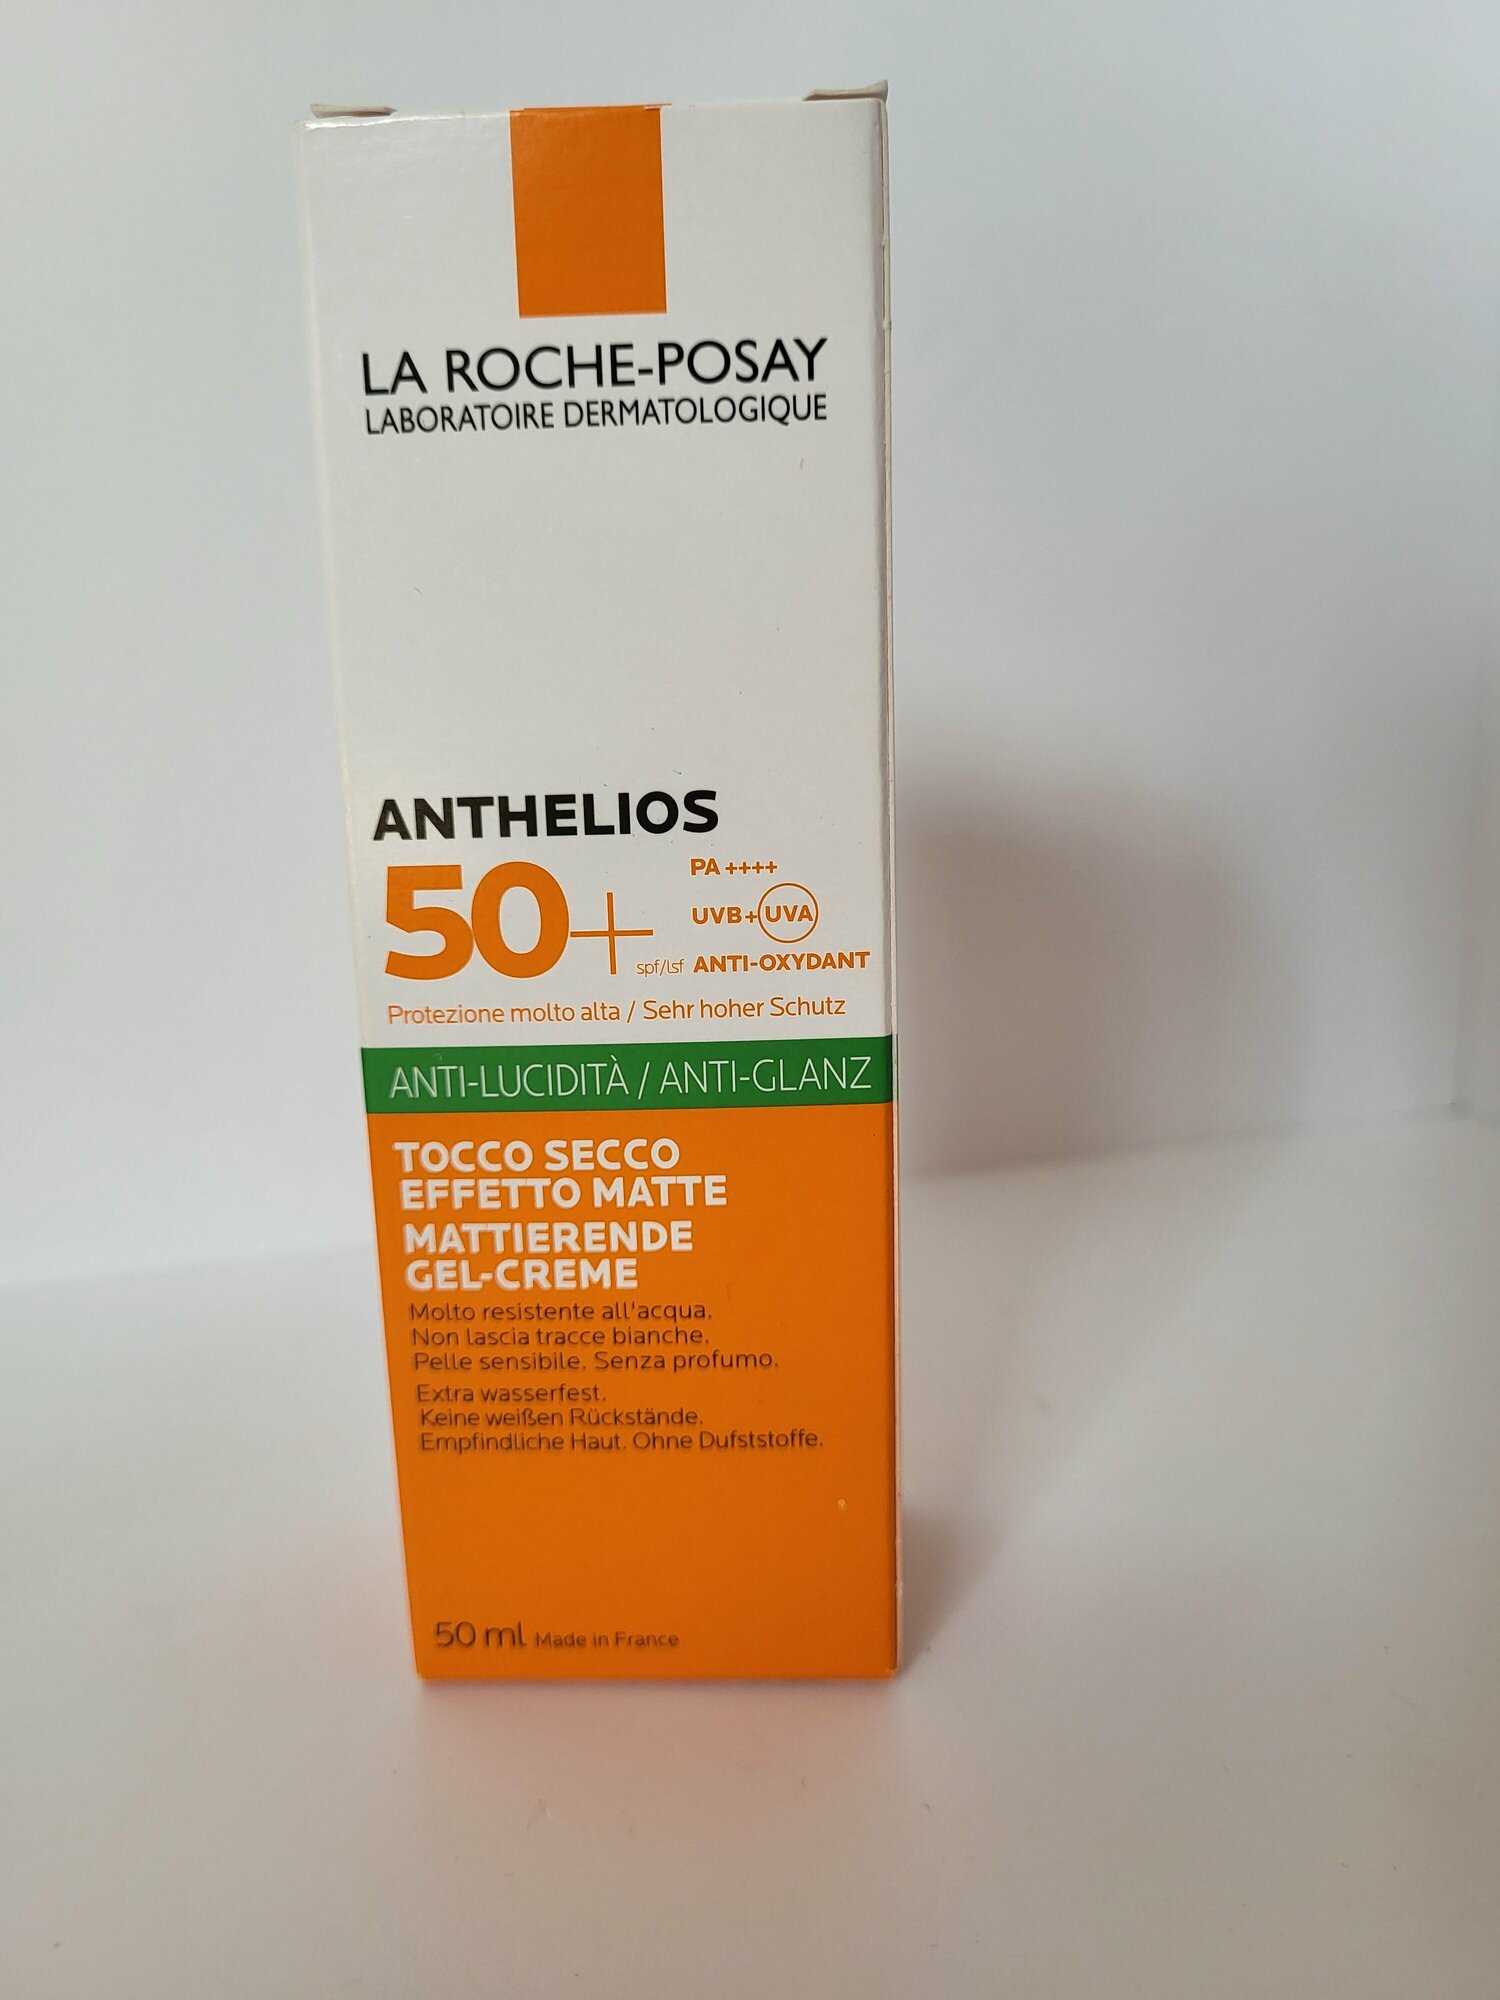 LA ROCHE-POSAY
LABORATOIRE DERMATOLOGIQUE
ANTHELIOS
50+ spf/lsf
PA ++++
UVB+UVA
ANTI-OXYDANT
Protezione molto alta / Sehr hoher Schutz
ANTI-LUCIDITÀ / ANTI-GLANZ
TOCCO SECCO
EFFETTO MATTE
MATTIERENDE
GEL-CREME
Molto resistente all'acqua.
Non lascia tracce bianche.
Pelle sensibile. Senza profumo.
Extra wasserfest.
Keine weißen Rückstände.
Empfindliche Haut. Ohne Dufststoffe.
50 ml Made in France